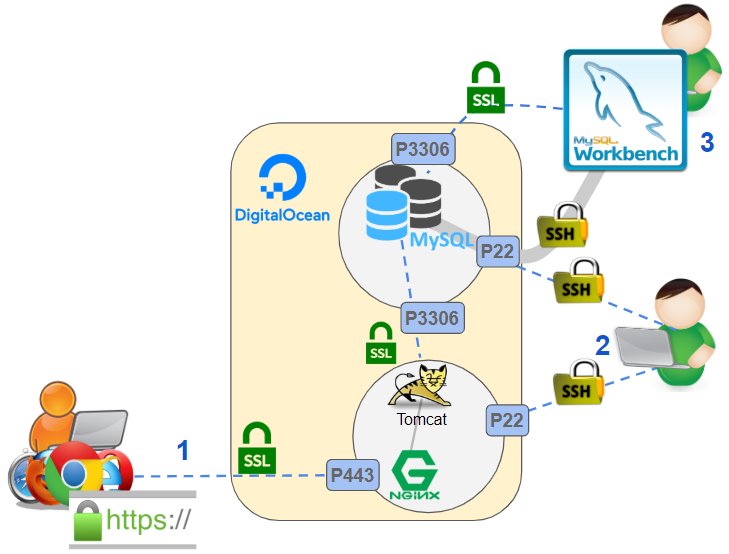 SSL
P3306
MySQL
Workbench
3
DigitalOcean
MySQL
P22
SSH
SSH
P3306
2
SSL
SSH
Tomcat
P22
1
SSL
P443
NGINX
https://